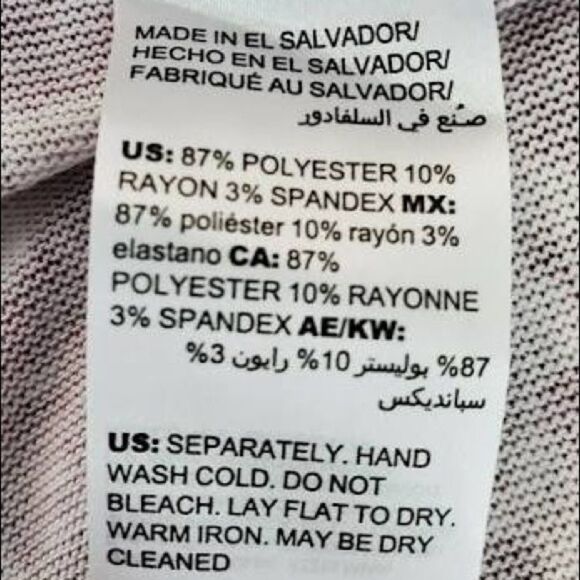 MADE IN EL SALVADOR/
HECHO EN EL SALVADOR/
FABRIQUÉ AU SALVADOR/
صُنع في السلفادور
US: 87% POLYESTER 10%
RAYON 3% SPANDEX MX:
87% poliéster 10% rayón 3%
elastano CA: 87%
POLYESTER 10% RAYONNE
3% SPANDEX AE/KW:
87% بوليستر 10% رايون 3%
سبانديكس
US: SEPARATELY. HAND
WASH COLD. DO NOT
BLEACH. LAY FLAT TO DRY.
WARM IRON. MAY BE DRY
CLEANED